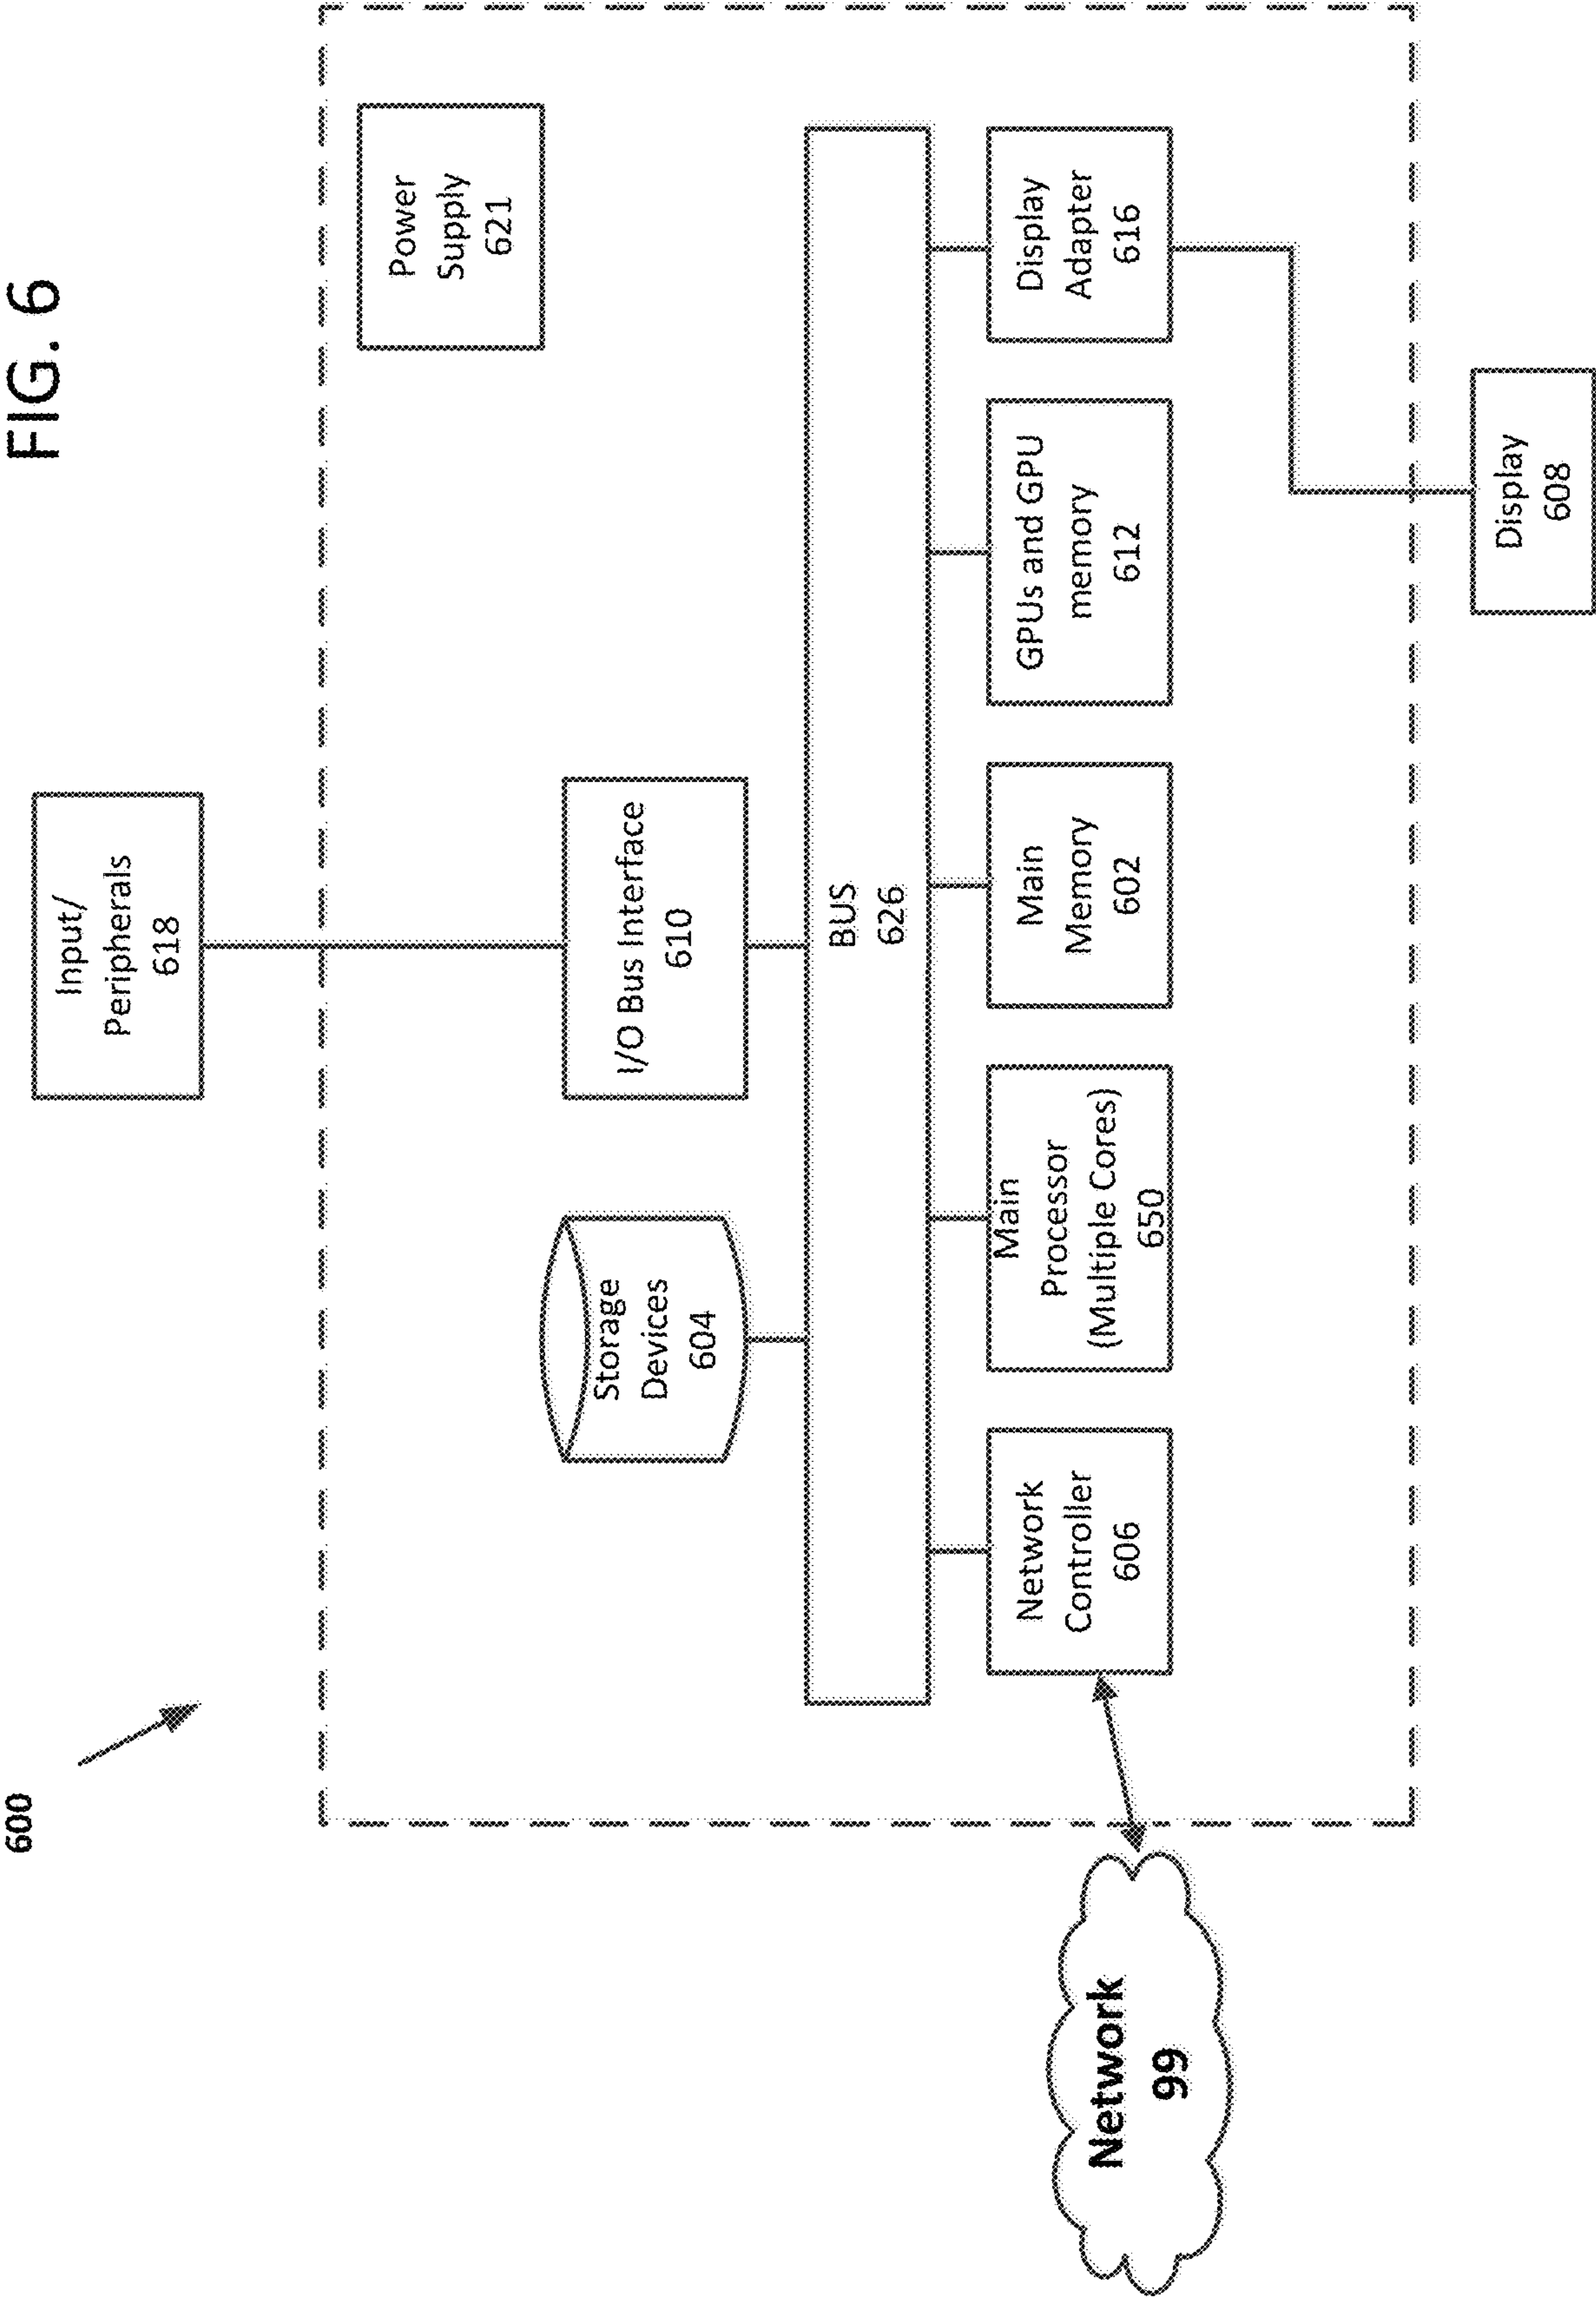 FIG. 6
600
Input/
Peripherals
618
Power
Supply
621
Storage
Devices
604
I/O Bus Interface
610
BUS
626
Network
Controller
606
Main
Processor
(Multiple Cores)
650
Main
Memory
602
GPUs and GPU
memory
612
Display
Adapter
616
Network
99
Display
608